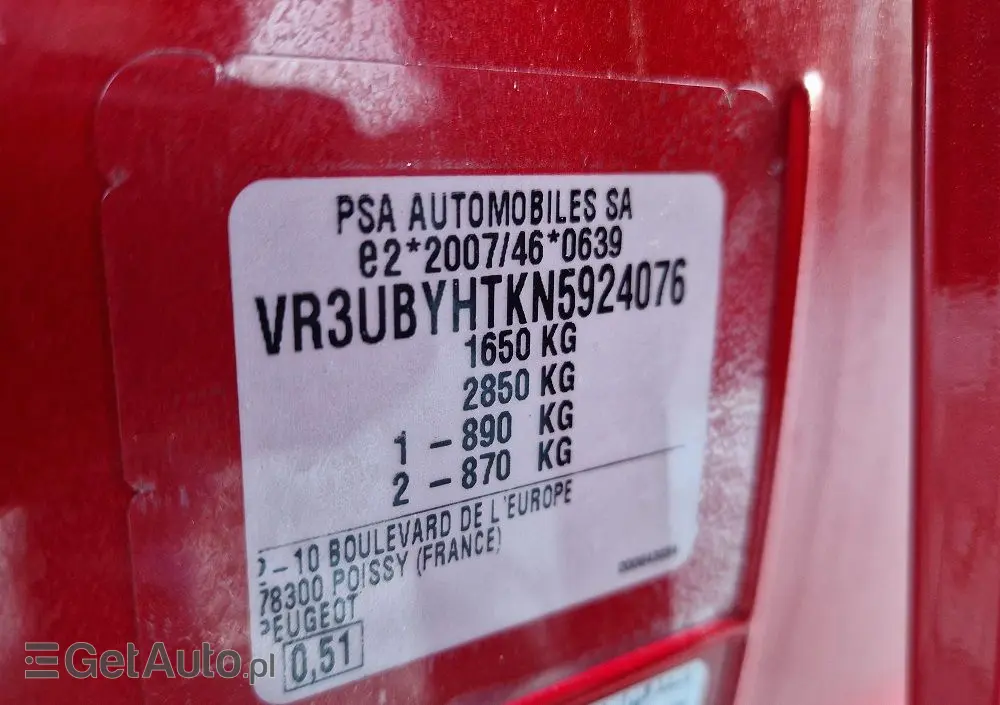 PSA AUTOMOBILES SA
e2*2007/46*0639
VR3UBYHTKN5924076
1650 KG
2850 KG
1 - 890 KG
2 - 870 KG
-10 BOULEVARD DE L'EUROPE
78300 POISSY (FRANCE)
PEUGEOT
0,51
GetAuto.pl